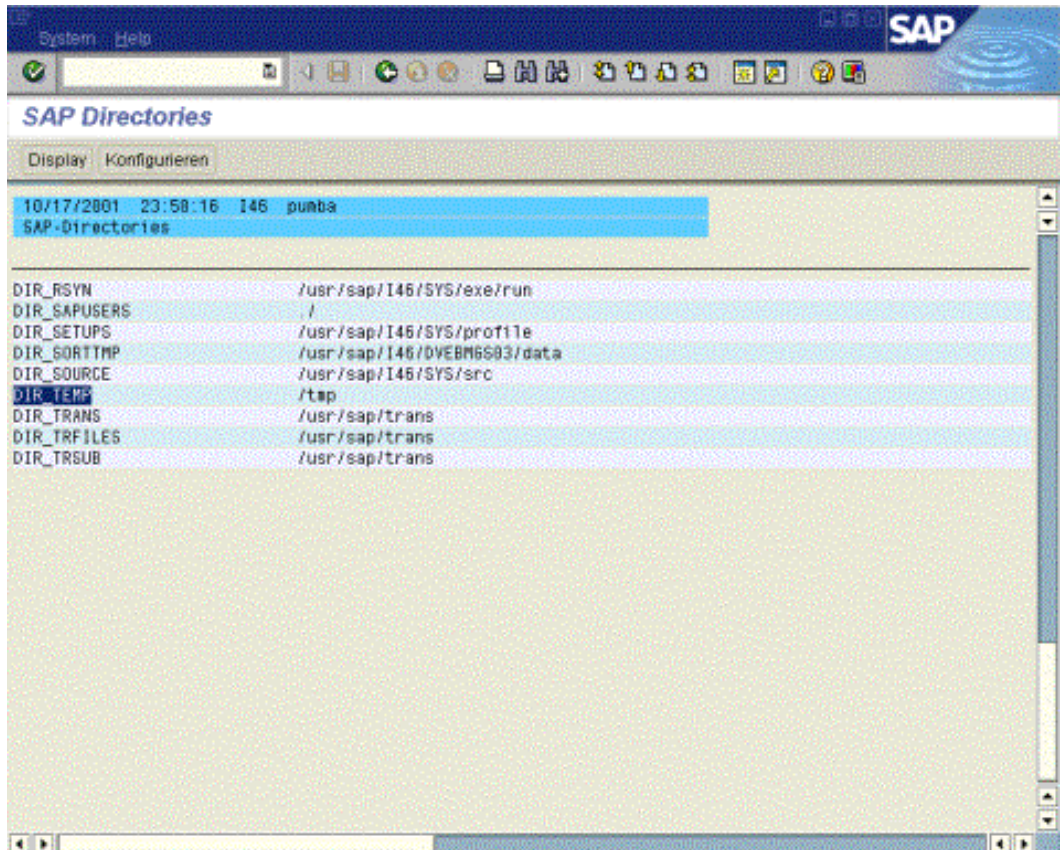 System Help
SAP
SAP Directories
Display Konfigurieren
10/17/2001 23:58:16 I46 pumba
SAP-Directories
DIR_RSYN /usr/sap/I46/SYS/exe/run
DIR_SAPUSERS ./
DIR_SETUPS /usr/sap/I46/SYS/profile
DIR_SORTTMP /usr/sap/I46/DVEBMGS03/data
DIR_SOURCE /usr/sap/I46/SYS/src
DIR_TEMP /tmp
DIR_TRANS /usr/sap/trans
DIR_TRFILES /usr/sap/trans
DIR_TRSUB /usr/sap/trans